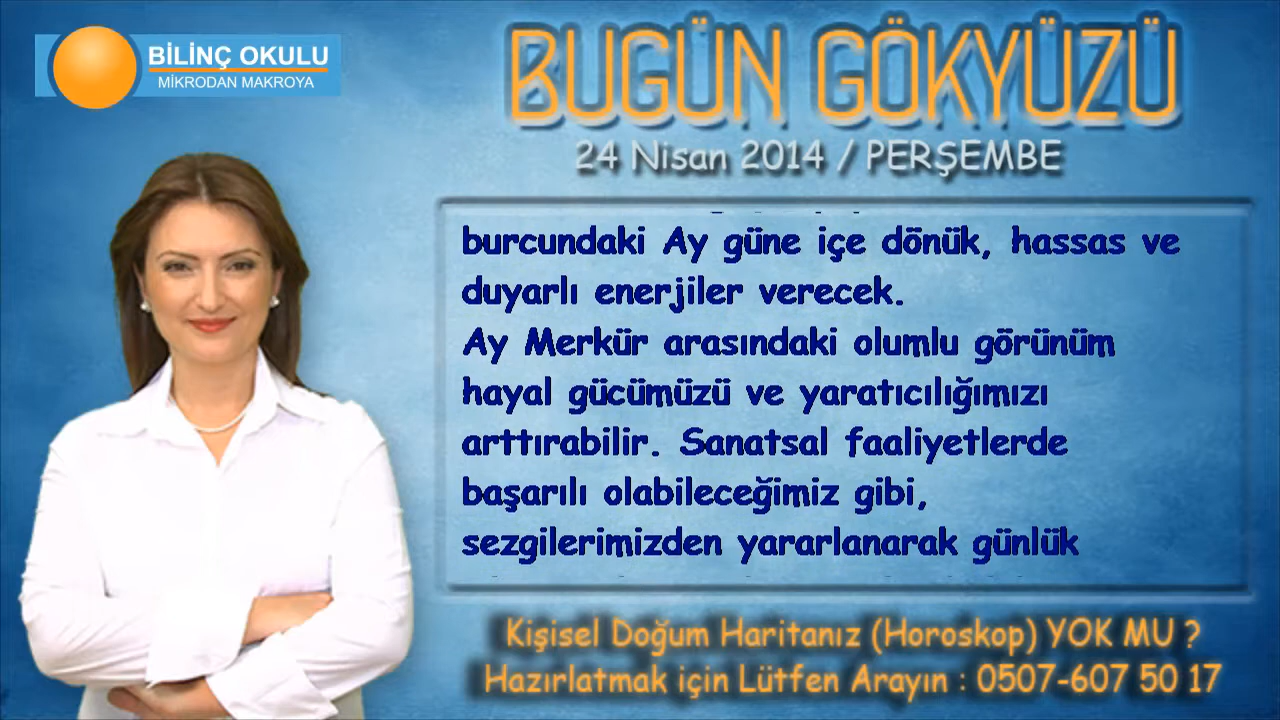 BİLİNÇ OKULU
MİKRODAN MAKROYA
BUGÜN GÖKYÜZÜ
24 Nisan 2014 / PERŞEMBE
burcundaki Ay güne içe dönük, hassas ve
duyarlı enerjiler verecek.
Ay Merkür arasındaki olumlu görünüm
hayal gücümüzü ve yaratıcılığımızı
arttırabilir. Sanatsal faaliyetlerde
başarılı olabileceğimiz gibi,
sezgilerimizden yararlanarak günlük
Kişisel Doğum Haritanız (Horoskop) YOK MU ?
Hazırlatmak için Lütfen Arayın : 0507-607 50 17